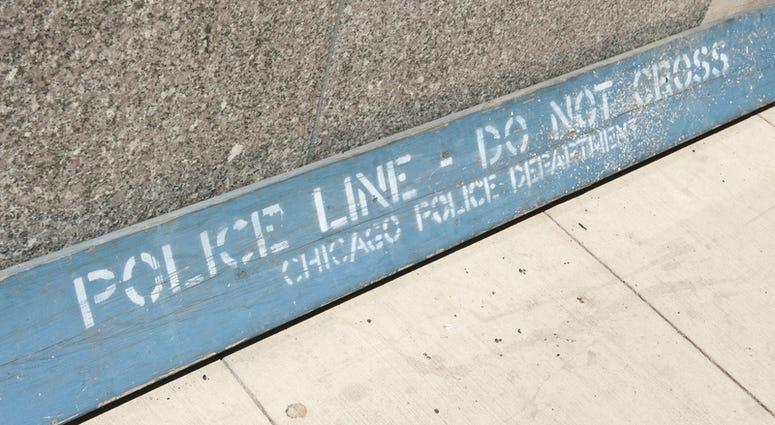 POLICE LINE - DO NOT CROSS
CHICAGO POLICE DEPARTMENT